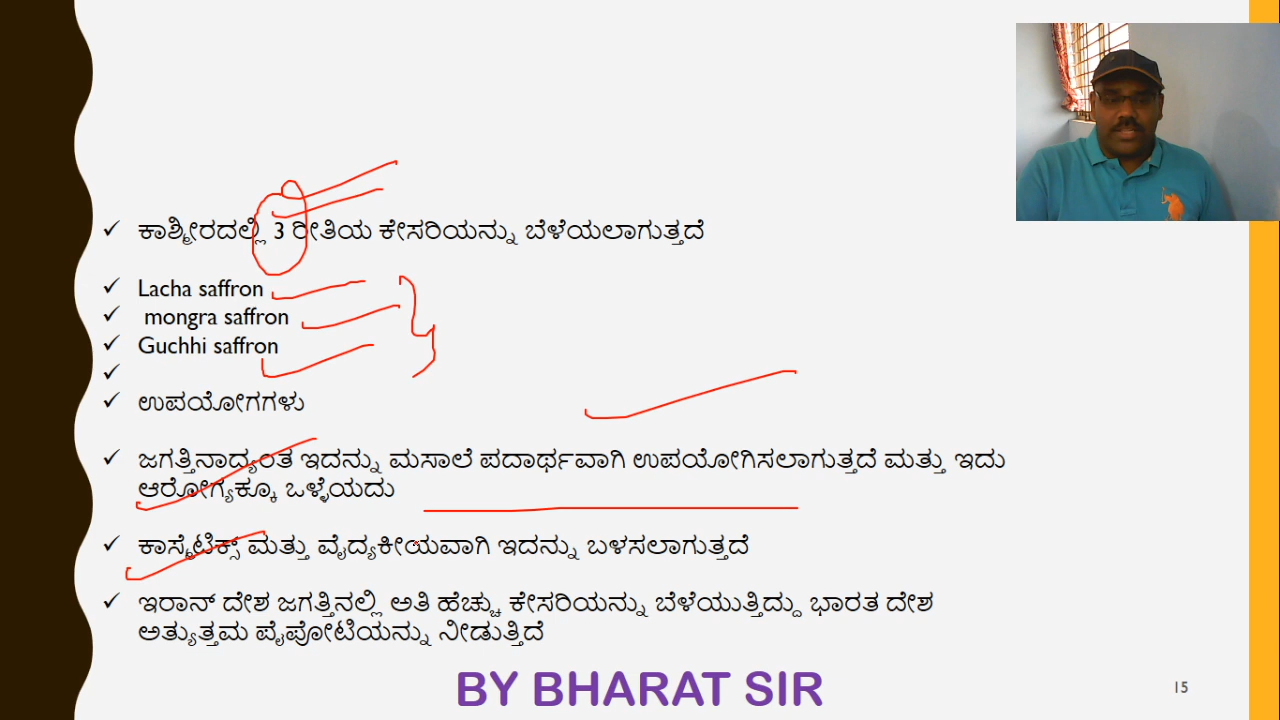 ಕಾಶ್ಮೀರದಲ್ಲಿ 3 ರೀತಿಯ ಕೇಸರಿಯನ್ನು ಬೆಳೆಯಲಾಗುತ್ತದೆ
Lacha saffron
mongra saffron
Guchhi saffron
ಉಪಯೋಗಗಳು
ಜಗತ್ತಿನಾದ್ಯಂತ ಇದನ್ನು ಮಸಾಲೆ ಪದಾರ್ಥವಾಗಿ ಉಪಯೋಗಿಸಲಾಗುತ್ತದೆ ಮತ್ತು ಇದು
ಆರೋಗ್ಯಕ್ಕೂ ಒಳ್ಳೆಯದು
ಕಾಸ್ಮೆಟಿಕ್ಸ್ ಮತ್ತು ವೈದ್ಯಕೀಯವಾಗಿ ಇದನ್ನು ಬಳಸಲಾಗುತ್ತದೆ
ಇರಾನ್ ದೇಶ ಜಗತ್ತಿನಲ್ಲಿ ಅತಿ ಹೆಚ್ಚು ಕೇಸರಿಯನ್ನು ಬೆಳೆಯುತ್ತಿದ್ದು ಭಾರತ ದೇಶ
ಅತ್ಯುತ್ತಮ ಪೈಪೋಟಿಯನ್ನು ನೀಡುತ್ತಿದೆ
BY BHARAT SIR
15